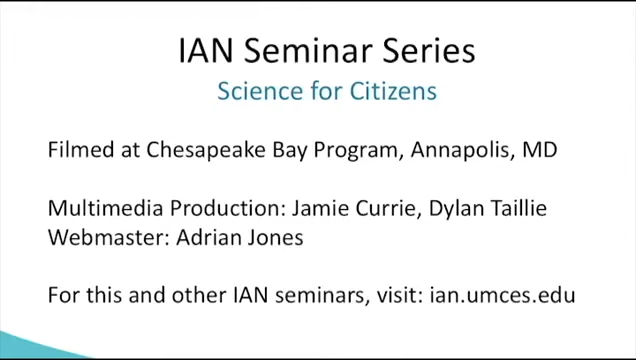 IAN Seminar Series
Science for Citizens
Filmed at Chesapeake Bay Program, Annapolis, MD
Multimedia Production: Jamie Currie, Dylan Taillie
Webmaster: Adrian Jones
For this and other IAN seminars, visit: ian.umces.edu